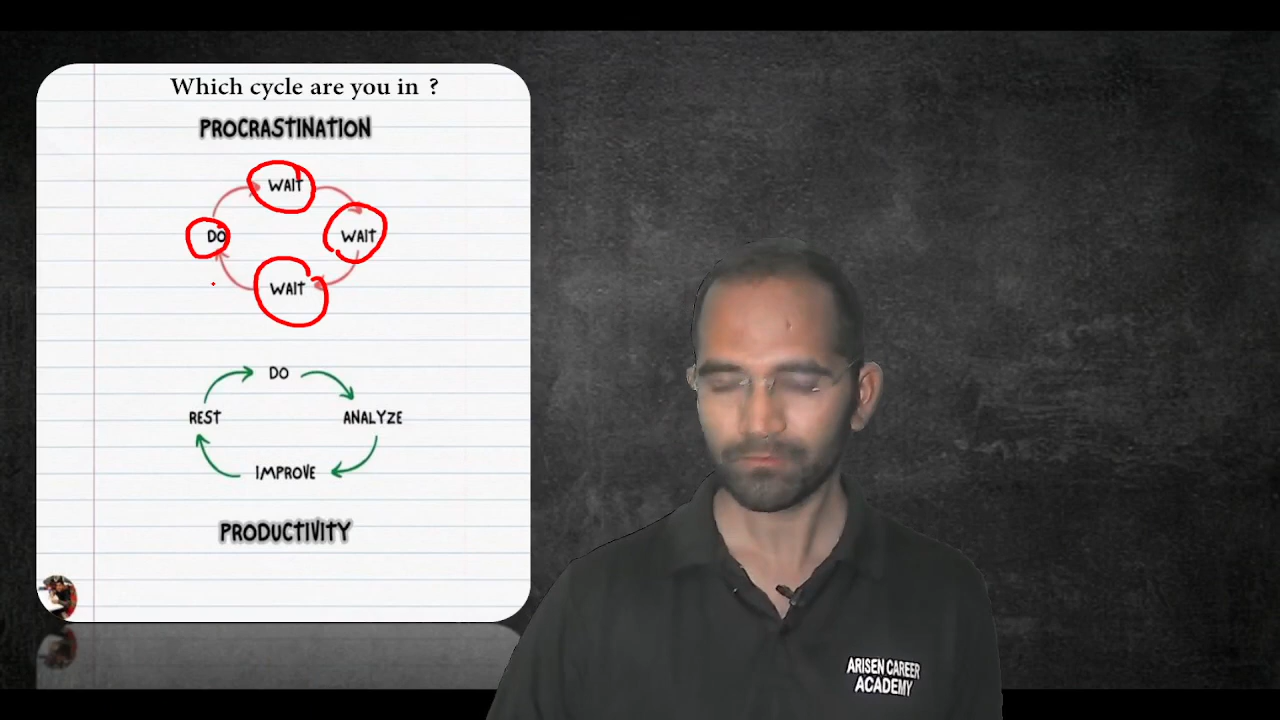 Which cycle are you in ?
PROCRASTINATION
WAIT
DO
WAIT
WAIT
DO
REST
ANALYZE
IMPROVE
PRODUCTIVITY
ARISEN CAREER
ACADEMY